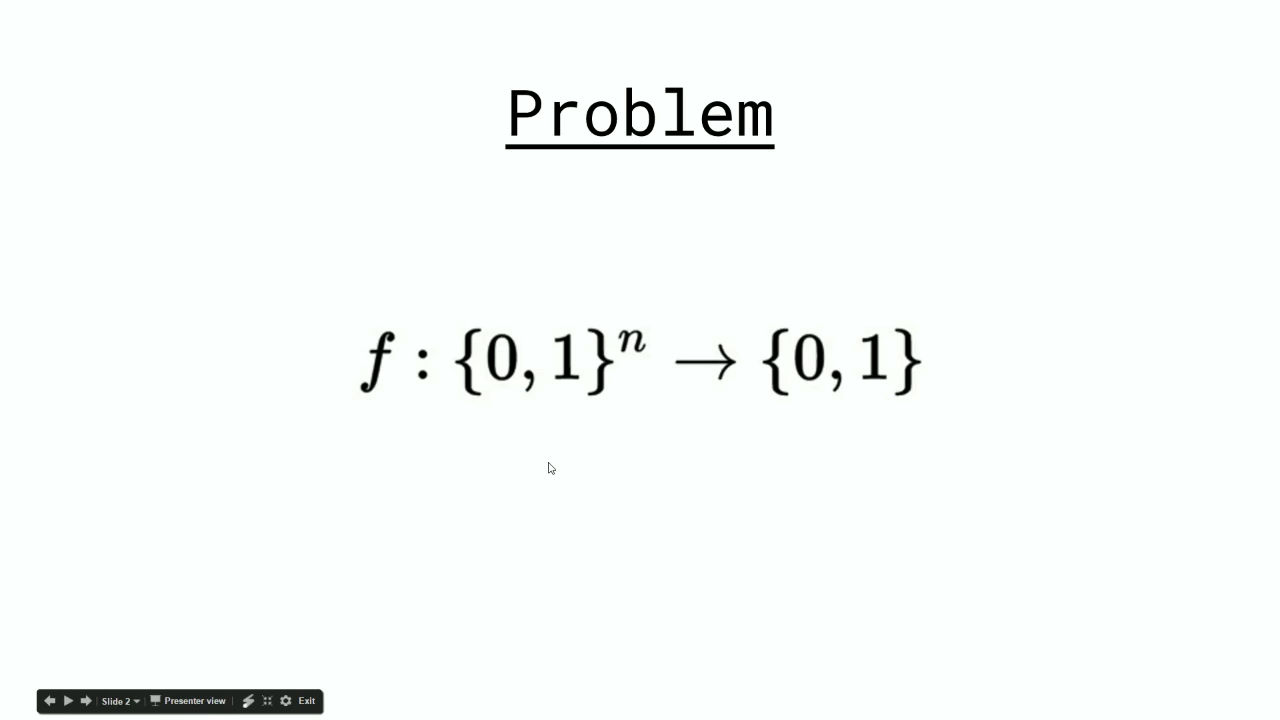 Problem
f : {0, 1}ⁿ → {0, 1}
Slide 2 Presenter view Exit